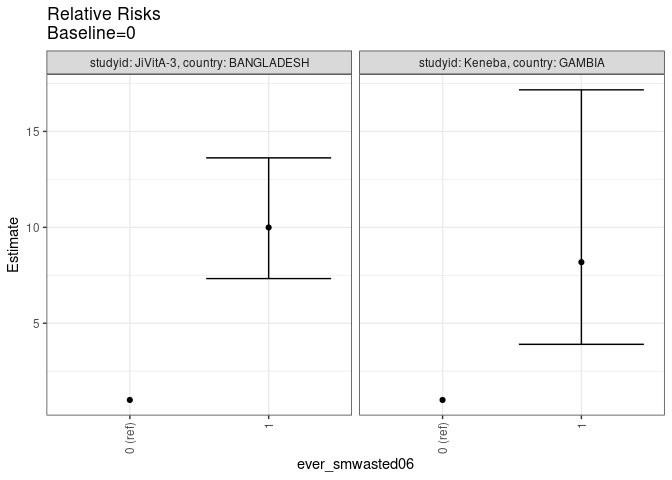 Relative Risks
Baseline=0
studyid: JiVitA-3, country: BANGLADESH
studyid: Keneba, country: GAMBIA
Estimate
15
10
5
0 (ref)
1
0 (ref)
1
ever_smwasted06